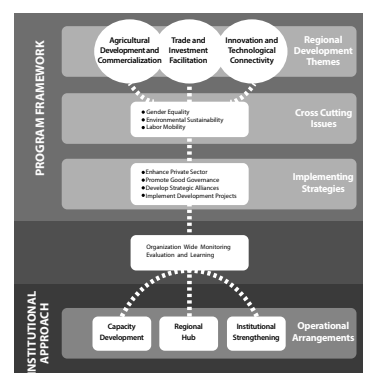 PROGRAM FRAMEWORK
Agricultural
Development and
Commercialization
Trade and
Investment
Facilitation
Innovation and
Technological
Connectivity
Regional
Development
Themes
Gender Equality
Environmental Sustainability
Labor Mobility
Cross Cutting
Issues
Enhance Private Sector
Promote Good Governance
Develop Strategic Alliances
Implement Development Projects
Implementing
Strategies
Organization Wide Monitoring
Evaluation and Learning
INSTITUTIONAL
APPROACH
Capacity
Development
Regional
Hub
Institutional
Strengthening
Operational
Arrangements